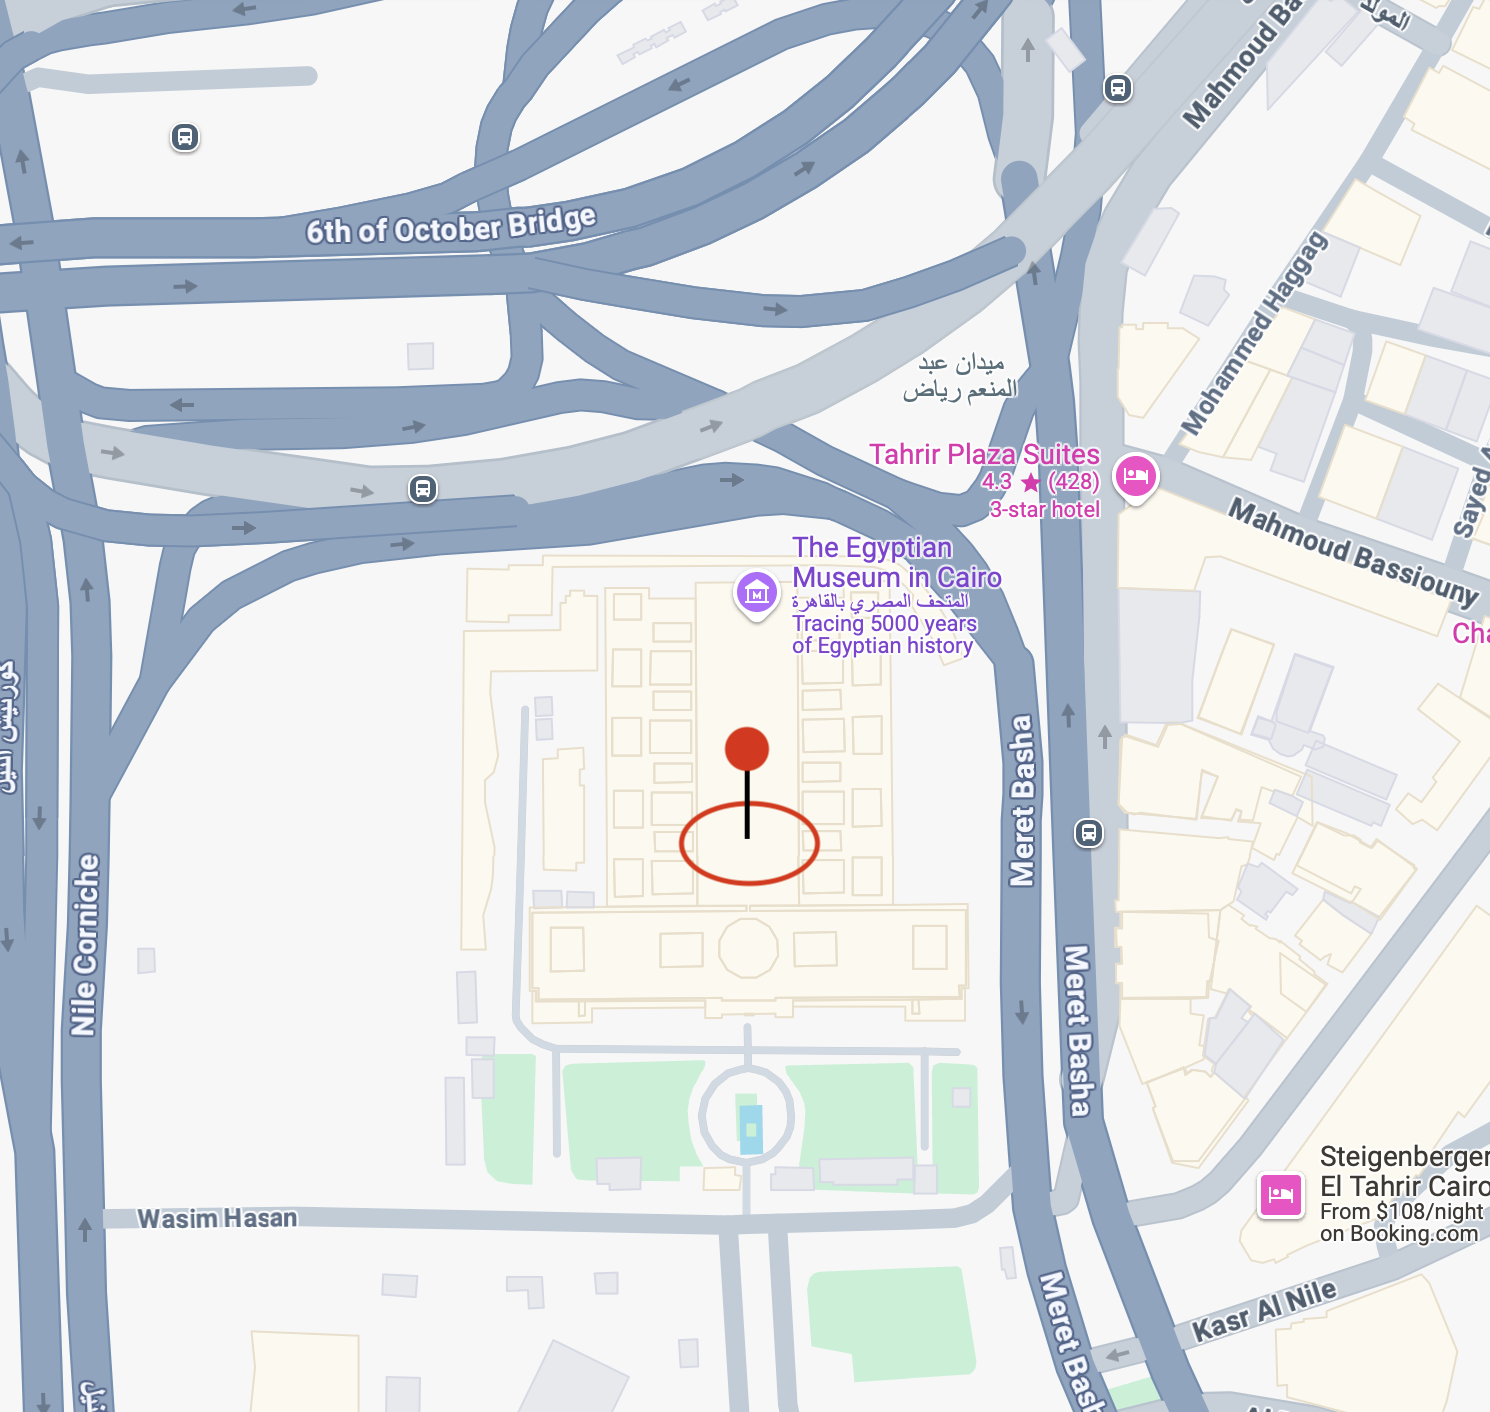 المولد
Mahmoud Ba
6th of October Bridge
Mohammed Haggag
ميدان عبد
المنعم رياض
Tahrir Plaza Suites
4.3 ★ (428)
3-star hotel
Sayed A
Mahmoud Bassiouny
The Egyptian
Museum in Cairo
المتحف المصري بالقاهرة
Tracing 5000 years
of Egyptian history
Cha
كورنيش النيل
Meret Basha
Nile Corniche
Meret Basha
Steigenberger
El Tahrir Cairo
From $108/night
on Booking.com
Wasim Hasan
Meret Bash
Kasr Al Nile